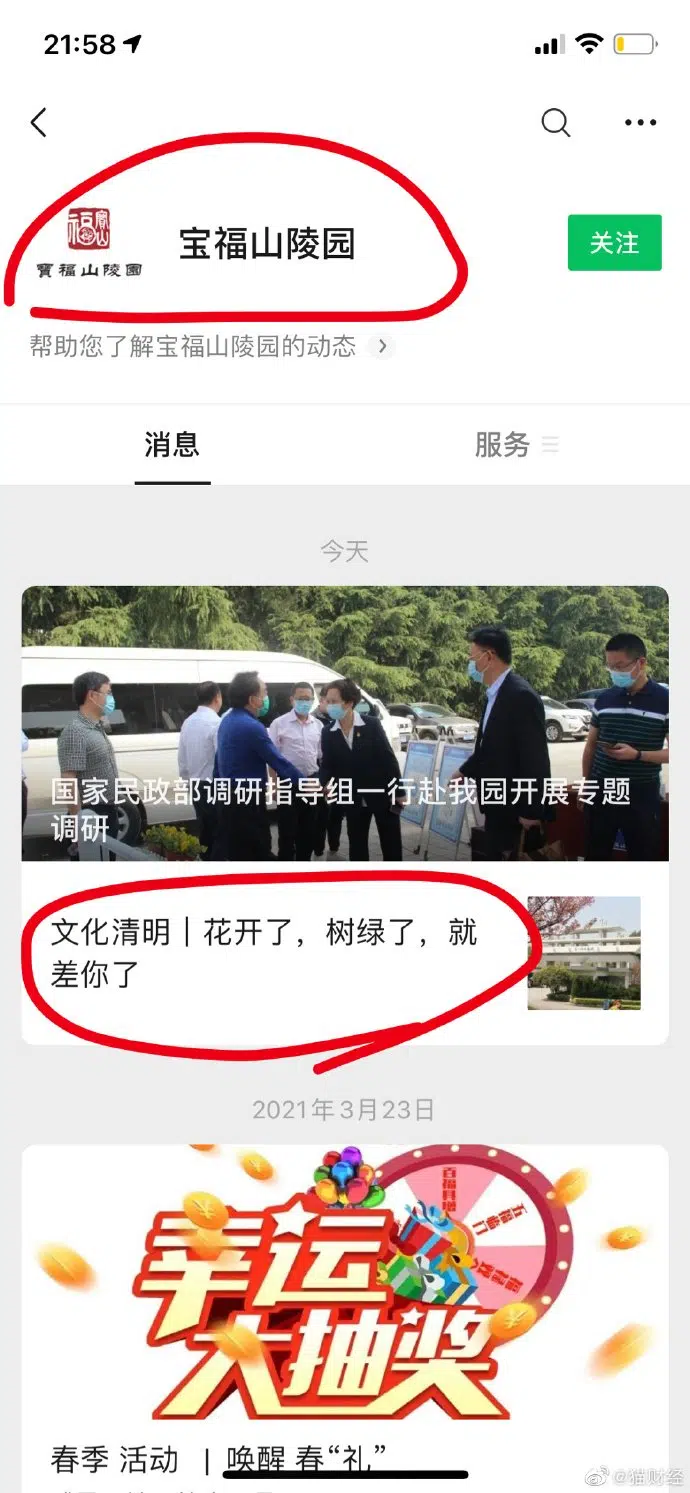 21:58
寶福山陵園
宝福山陵园
关注
帮助您了解宝福山陵园的动态
消息
服务
今天
国家民政部调研指导组一行赴我园开展专题
调研
文化清明｜花开了，树绿了，就
差你了
2021年3月23日
幸运
大抽奖
春季 活动 | 唤醒 春“礼”
@猫财经